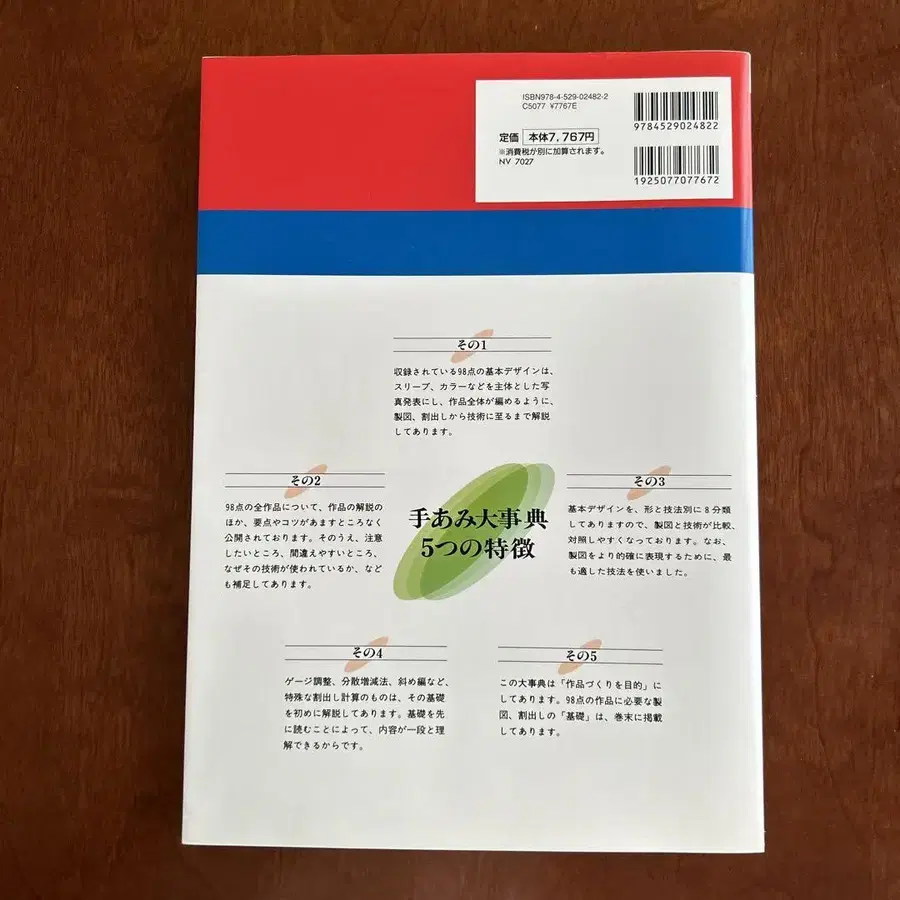 ISBN978-4-529-02482-2
C5077 ¥7767E
定価 本体7,767円
※消費税が別に加算されます。
NV 7027
9784529024822
1925077077672
その1
収録されている98点の基本デザインは、
スリーブ、カラーなどを主体とした写
真発表にし、作品全体が編めるように、
製図、割出しから技術に至るまで解説
してあります。
その2
98点の全作品について、作品の解説の
ほか、要点やコツがあますところなく
公開されております。そのうえ、注意
したいところ、間違えやすいところ、
なぜその技術が使われているか、など
も補足してあります。
手あみ大事典
5つの特徴
その3
基本デザインを、形と技法別に8分類
してありますので、製図と技術が比較、
対照しやすくなっております。なお、
製図をより的確に表現するために、最
も適した技法を使いました。
その4
ゲージ調整、分散増減法、斜め編など、
特殊な割出し計算のものは、その基礎
を初めに解説してあります。基礎を先
に読むことによって、内容が一段と理
解できるからです。
その5
この大事典は「作品づくりを目的」に
してあります。98点の作品に必要な製
図、割出しの「基礎」は、巻末に掲載
してあります。